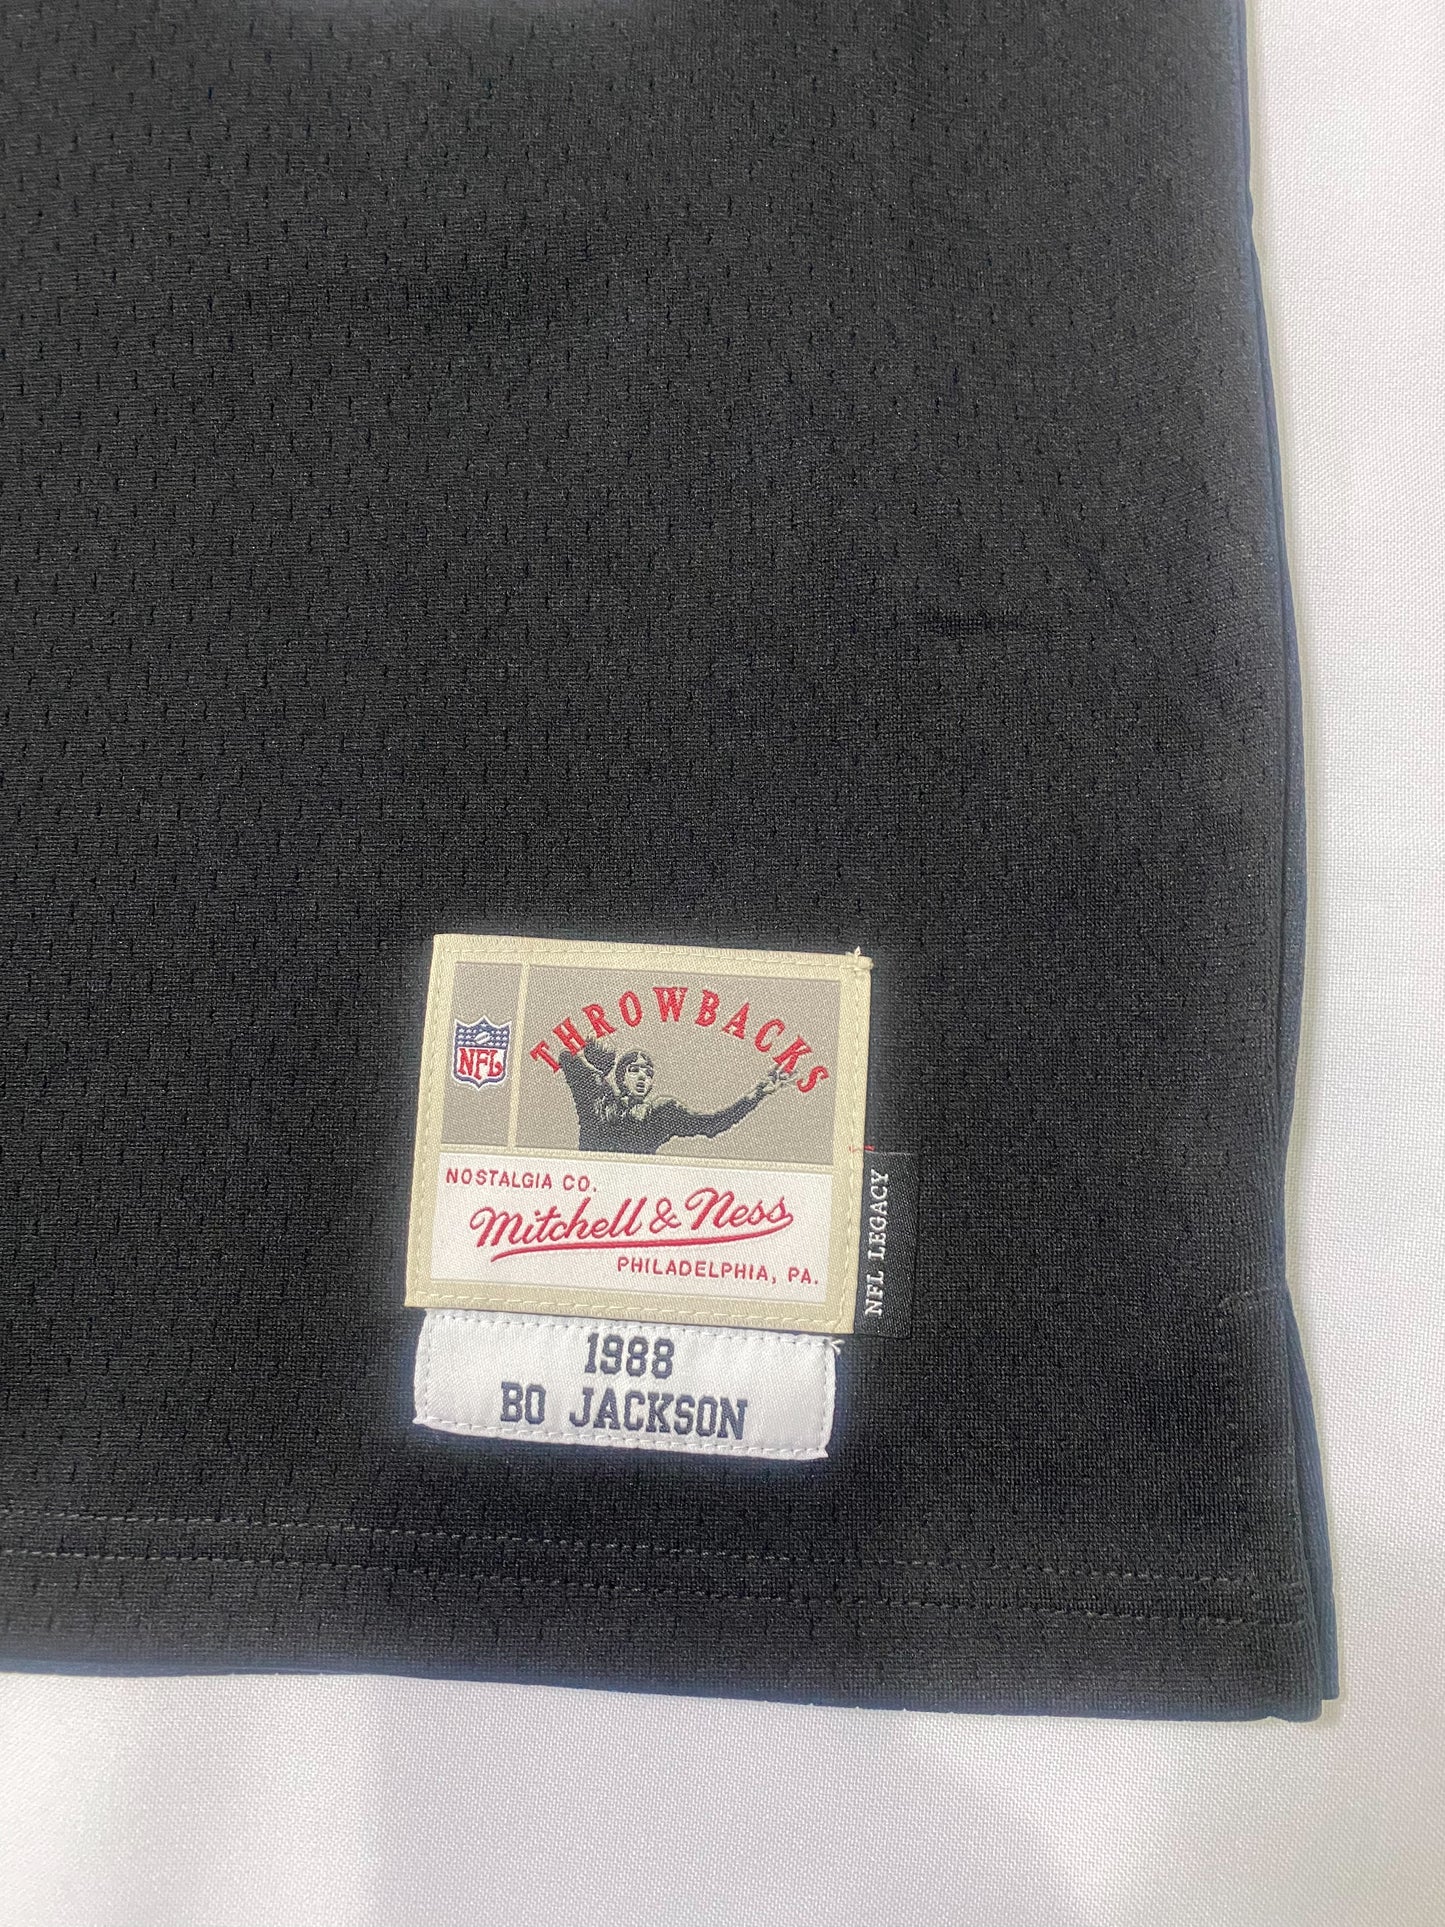 THROWBACKS
NFL
NOSTALGIA CO.
Mitchell & Ness
PHILADELPHIA, PA.
NFL LEGACY
1988
BO JACKSON